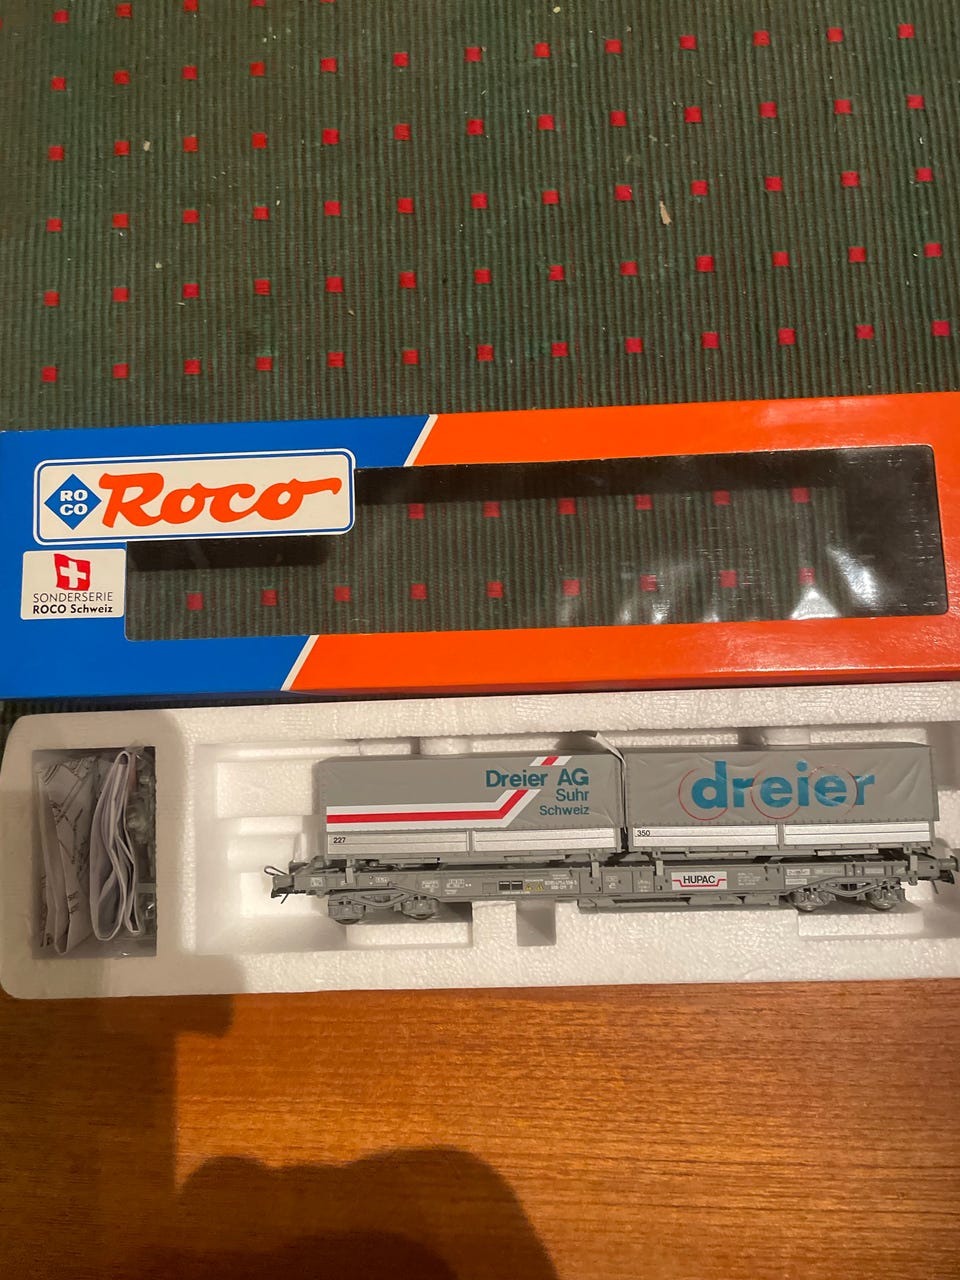 RO
CO
Roco
SONDERSERIE
ROCO Schweiz
Dreier AG
Suhr
Schweiz
227
dreier
350
HUPAC